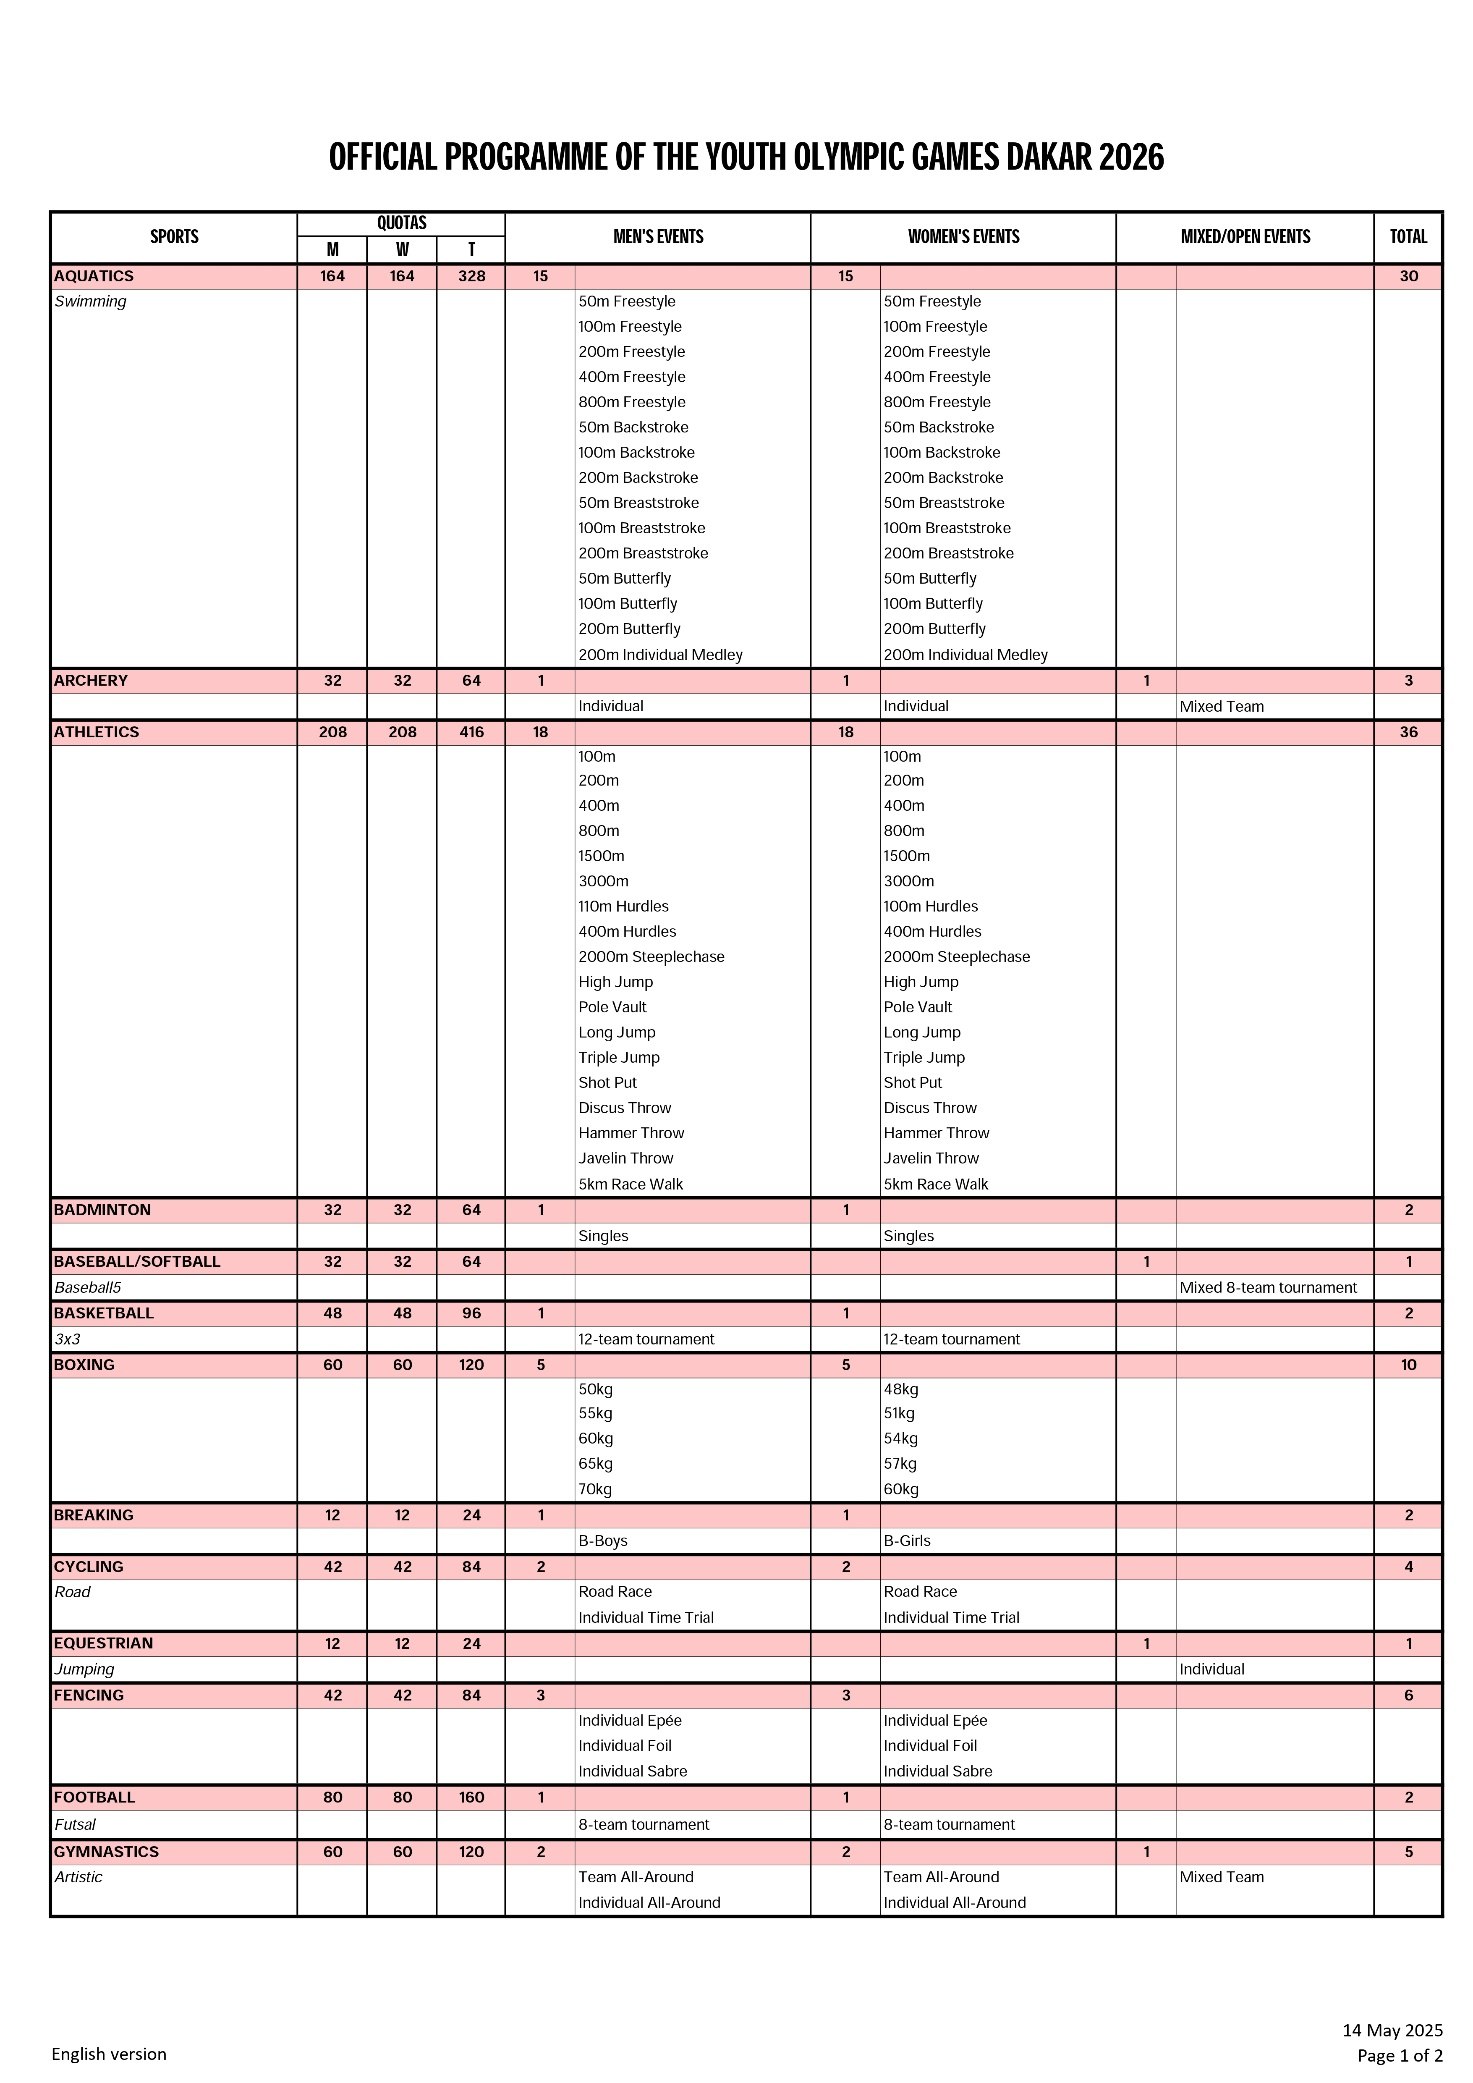 OFFICIAL PROGRAMME OF THE YOUTH OLYMPIC GAMES DAKAR 2026
SPORTS QUOTAS MEN'S EVENTS WOMEN'S EVENTS MIXED/OPEN EVENTS TOTAL
M W T
AQUATICS 164 164 328 15 15 30
Swimming 50m Freestyle 50m Freestyle
100m Freestyle 100m Freestyle
200m Freestyle 200m Freestyle
400m Freestyle 400m Freestyle
800m Freestyle 800m Freestyle
50m Backstroke 50m Backstroke
100m Backstroke 100m Backstroke
200m Backstroke 200m Backstroke
50m Breaststroke 50m Breaststroke
100m Breaststroke 100m Breaststroke
200m Breaststroke 200m Breaststroke
50m Butterfly 50m Butterfly
100m Butterfly 100m Butterfly
200m Butterfly 200m Butterfly
200m Individual Medley 200m Individual Medley
ARCHERY 32 32 64 1 1 1 3
Individual Individual Mixed Team
ATHLETICS 208 208 416 18 18 36
100m 100m
200m 200m
400m 400m
800m 800m
1500m 1500m
3000m 3000m
110m Hurdles 100m Hurdles
400m Hurdles 400m Hurdles
2000m Steeplechase 2000m Steeplechase
High Jump High Jump
Pole Vault Pole Vault
Long Jump Long Jump
Triple Jump Triple Jump
Shot Put Shot Put
Discus Throw Discus Throw
Hammer Throw Hammer Throw
Javelin Throw Javelin Throw
5km Race Walk 5km Race Walk
BADMINTON 32 32 64 1 1 2
Singles Singles
BASEBALL/SOFTBALL 32 32 64 1 1
Baseball5 Mixed 8-team tournament
BASKETBALL 48 48 96 1 1 2
3x3 12-team tournament 12-team tournament
BOXING 60 60 120 5 5 10
50kg 48kg
55kg 51kg
60kg 54kg
65kg 57kg
70kg 60kg
BREAKING 12 12 24 1 1 2
B-Boys B-Girls
CYCLING 42 42 84 2 2 4
Road Road Race Road Race
Individual Time Trial Individual Time Trial
EQUESTRIAN 12 12 24 1 1
Jumping Individual
FENCING 42 42 84 3 3 6
Individual Epée Individual Epée
Individual Foil Individual Foil
Individual Sabre Individual Sabre
FOOTBALL 80 80 160 1 1 2
Futsal 8-team tournament 8-team tournament
GYMNASTICS 60 60 120 2 2 1 5
Artistic Team All-Around Team All-Around Mixed Team
Individual All-Around Individual All-Around
14 May 2025
English version Page 1 of 2